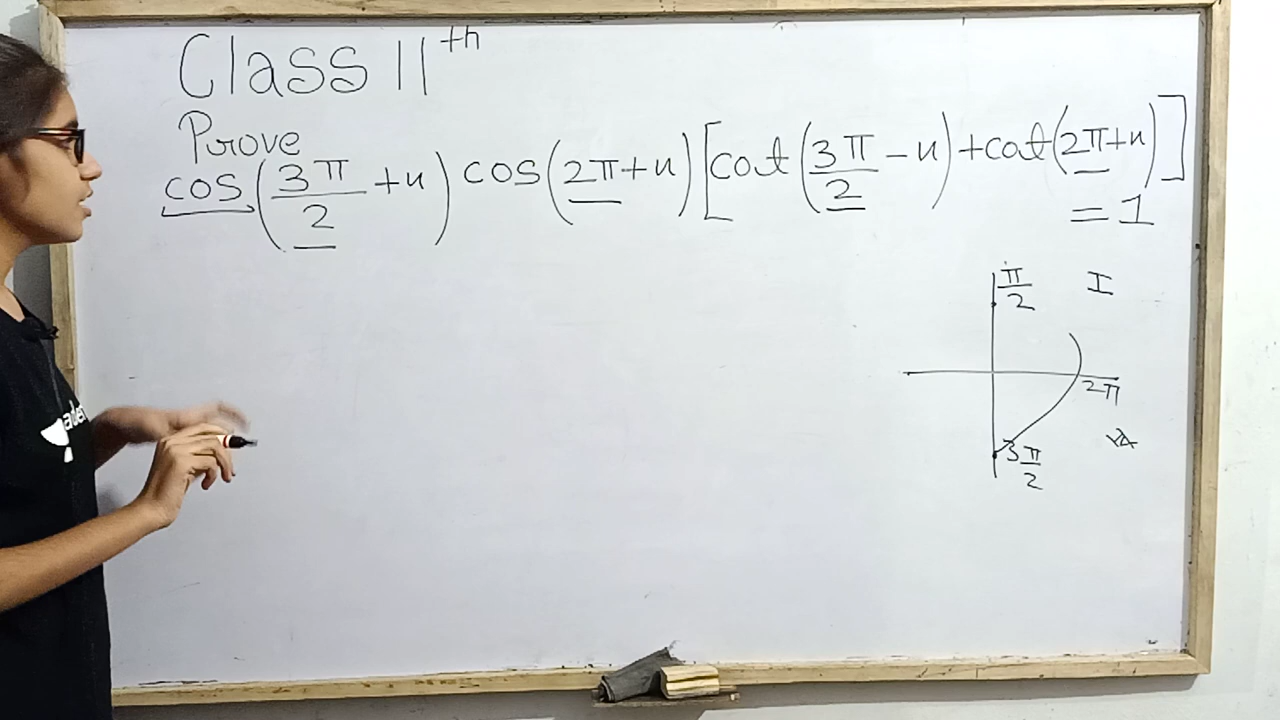 Class 11th
Prove
cos(3π/2 + x) cos(2π + x) [cot(3π/2 - x) + cot(2π + x)]
= 1
π/2 I
2π
3π/2